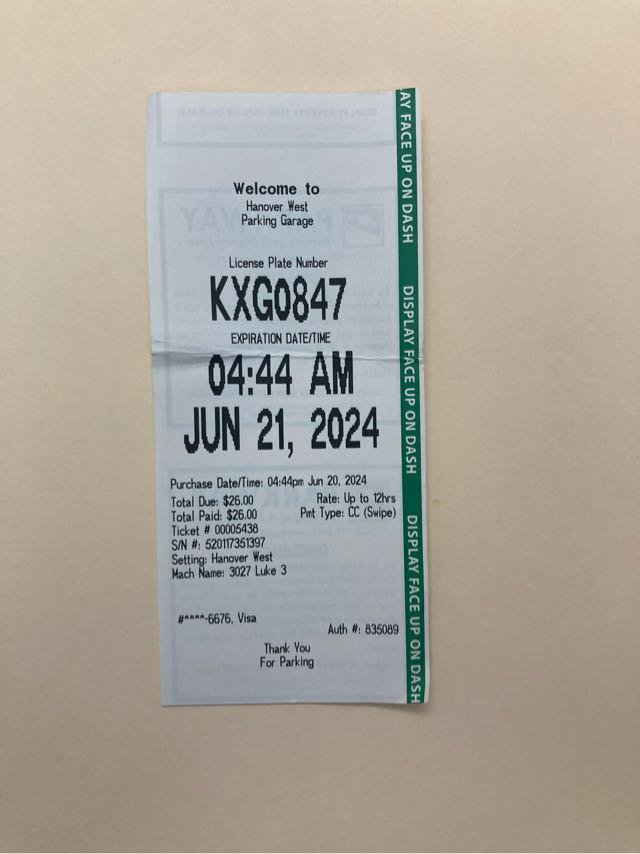 Welcome to
Hanover West
Parking Garage
License Plate Number
KXG0847
EXPIRATION DATE/TIME
04:44 AM
JUN 21, 2024
Purchase Date/Time: 04:44pm Jun 20, 2024
Total Due: $26.00 Rate: Up to 12hrs
Total Paid: $26.00 Pmt Type: CC (Swipe)
Ticket # 00005438
S/N #: 520117351397
Setting: Hanover West
Mach Name: 3027 Luke 3
#****-6676, Visa
Auth #: 835089
Thank You
For Parking
AY FACE UP ON DASH
DISPLAY FACE UP ON DASH
DISPLAY FACE UP ON DASH